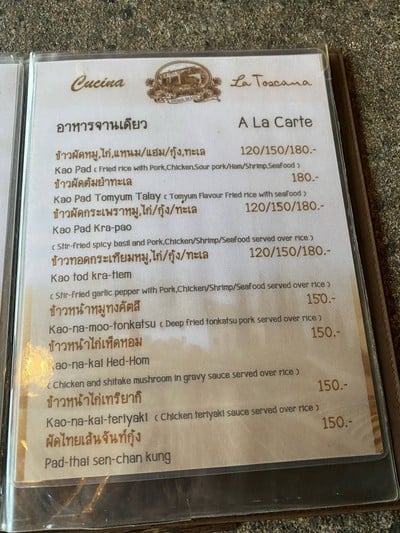 Cucina La Toscana
อาหารจานเดียว A La Carte
ข้าวผัดหมู,ไก่,แหนม/แฮม/กุ้ง,ทะเล 120/150/180.-
Kao Pad ( Fried rice with Pork,Chicken,Sour pork/Ham/Shrimp,Seafood )
ข้าวผัดต้มยำทะเล 180.-
Kao Pad Tomyum Talay ( Tomyum Flavour Fried rice with seafood )
ข้าวผัดกระเพราหมู,ไก่/กุ้ง/ทะเล 120/150/180.-
Kao Pad Kra-pao
( Stir-fried spicy basil and Pork,Chicken/Shrimp/Seafood served over rice )
ข้าวทอดกระเทียมหมู,ไก่/กุ้ง/ทะเล 120/150/180.-
Kao tod kra-tiem
( Stir-fried garlic pepper with Pork,Chicken/Shrimp/Seafood served over rice )
ข้าวหน้าหมูทงคัตสึ 150.-
Kao-na-moo-tonkatsu ( Deep fried tonkatsu pork served over rice )
ข้าวหน้าไก่เห็ดหอม 150.-
Kao-na-kai Hed-Hom
( Chicken and shitake mushroom in gravy sauce served over rice )
ข้าวหน้าไก่เทริยากิ 150.-
Kao-na-kai-teriyaki ( Chicken teriyaki sauce served over rice )
ผัดไทยเส้นจันท์กุ้ง 150.-
Pad-thai sen-chan kung